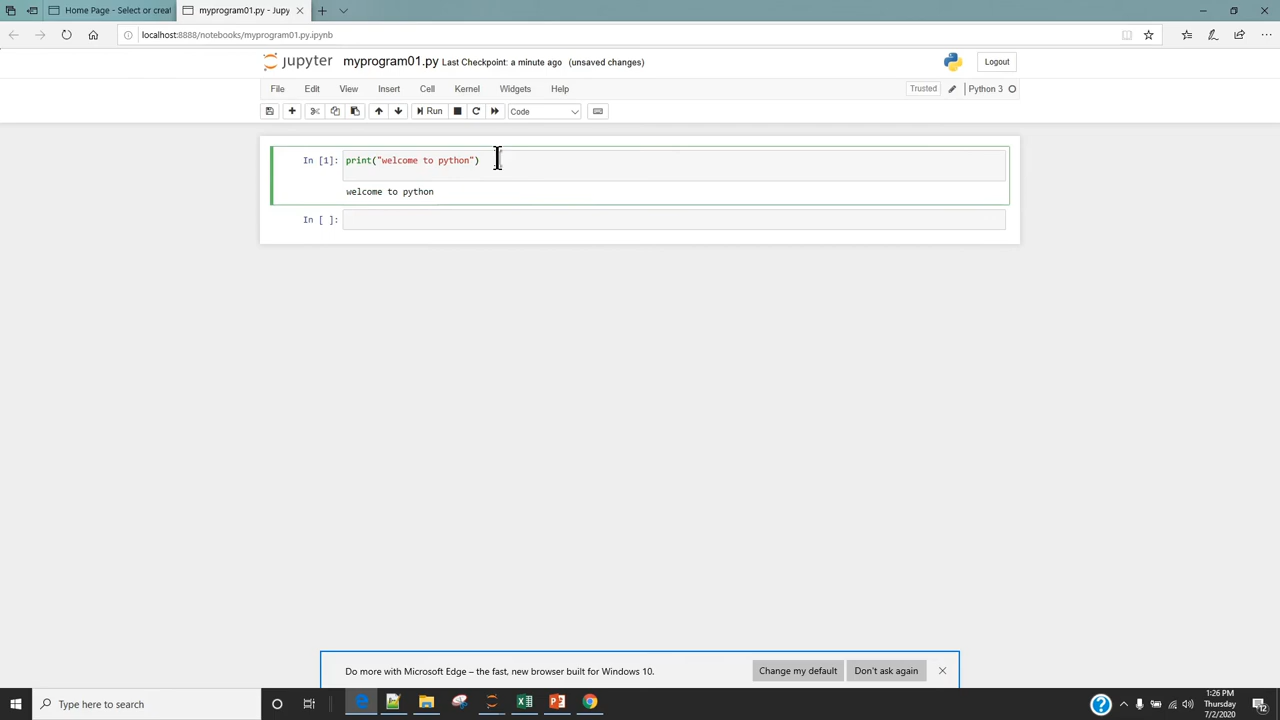 Home Page - Select or creat
myprogram01.py - Jupy
localhost:8888/notebooks/myprogram01.py.ipynb
jupyter myprogram01.py Last Checkpoint: a minute ago (unsaved changes)
Logout
File Edit View Insert Cell Kernel Widgets Help
Trusted Python 3
Run Code
In [1]: print("welcome to python")
welcome to python
In [ ]:
Do more with Microsoft Edge – the fast, new browser built for Windows 10. Change my default Don't ask again
Type here to search
1:26 PM
Thursday
7/2/2020